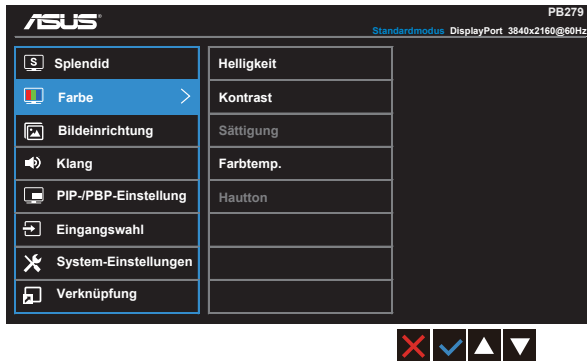 ASUS
PB279
Standardmodus DisplayPort 3840x2160@60Hz
S Splendid
Farbe
Bildeinrichtung
Klang
PIP-/PBP-Einstellung
Eingangswahl
System-Einstellungen
Verknüpfung
Helligkeit
Kontrast
Sättigung
Farbtemp.
Hautton